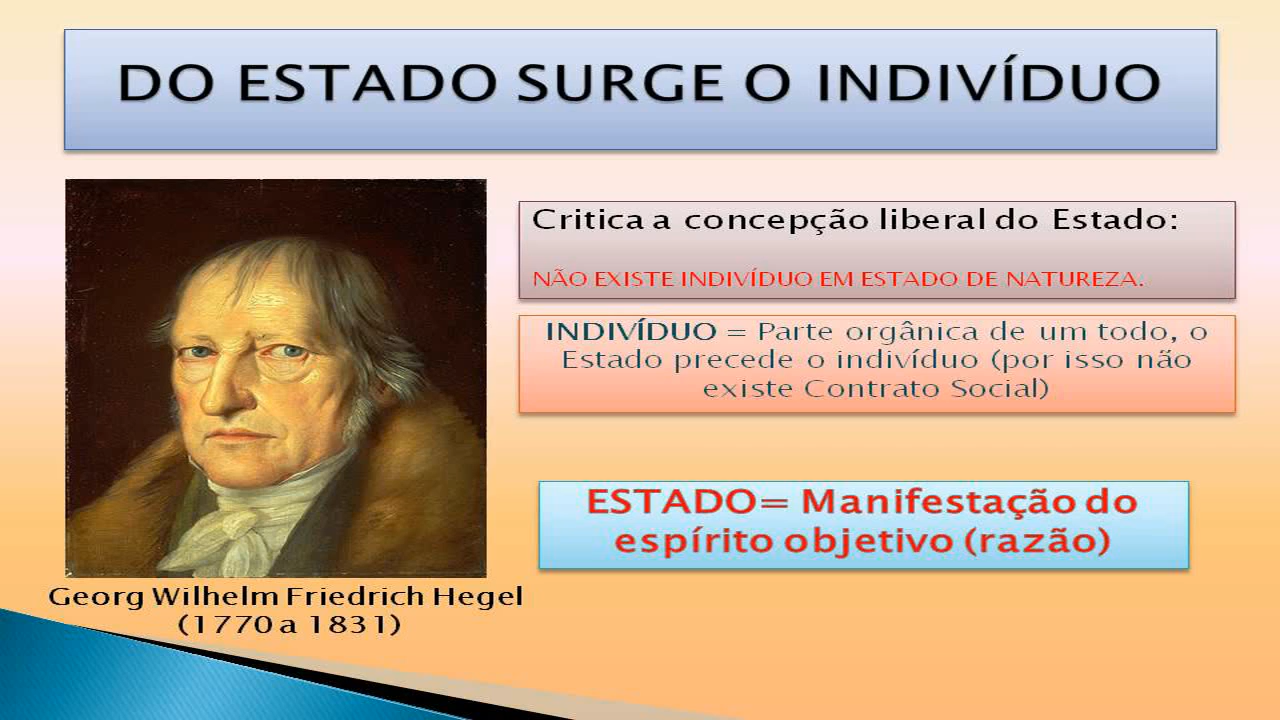 DO ESTADO SURGE O INDIVÍDUO
Critica a concepção liberal do Estado:
NÃO EXISTE INDIVÍDUO EM ESTADO DE NATUREZA.
INDIVÍDUO = Parte orgânica de um todo, o
Estado precede o indivíduo (por isso não
existe Contrato Social)
ESTADO= Manifestação do
espírito objetivo (razão)
Georg Wilhelm Friedrich Hegel
(1770 a 1831)